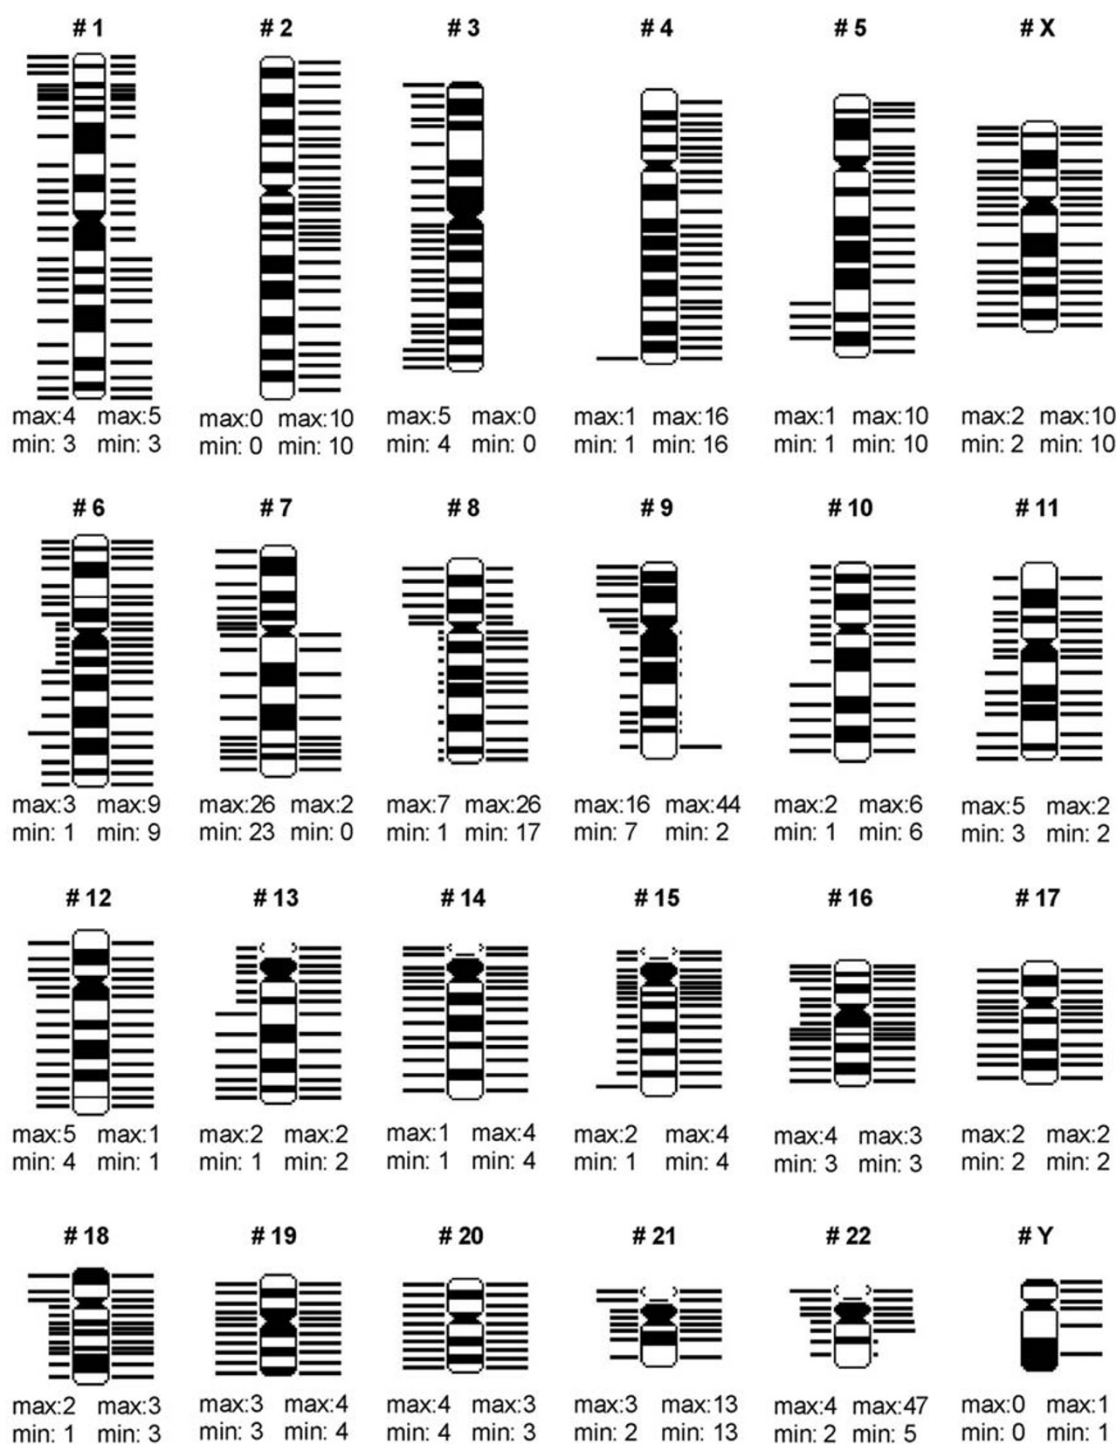 # 1 # 2 # 3 # 4 # 5 # X
max:4 max:5 max:0 max:10 max:5 max:0 max:1 max:16 max:1 max:10 max:2 max:10
min: 3 min: 3 min: 0 min: 10 min: 4 min: 0 min: 1 min: 16 min: 1 min: 10 min: 2 min: 10
# 6 # 7 # 8 # 9 # 10 # 11
max:3 max:9 max:26 max:2 max:7 max:26 max:16 max:44 max:2 max:6 max:5 max:2
min: 1 min: 9 min: 23 min: 0 min: 1 min: 17 min: 7 min: 2 min: 1 min: 6 min: 3 min: 2
# 12 # 13 # 14 # 15 # 16 # 17
max:5 max:1 max:2 max:2 max:1 max:4 max:2 max:4 max:4 max:3 max:2 max:2
min: 4 min: 1 min: 1 min: 2 min: 1 min: 4 min: 1 min: 4 min: 3 min: 3 min: 2 min: 2
# 18 # 19 # 20 # 21 # 22 # Y
max:2 max:3 max:3 max:4 max:4 max:3 max:3 max:13 max:4 max:47 max:0 max:1
min: 1 min: 3 min: 3 min: 4 min: 4 min: 3 min: 2 min: 13 min: 2 min: 5 min: 0 min: 1